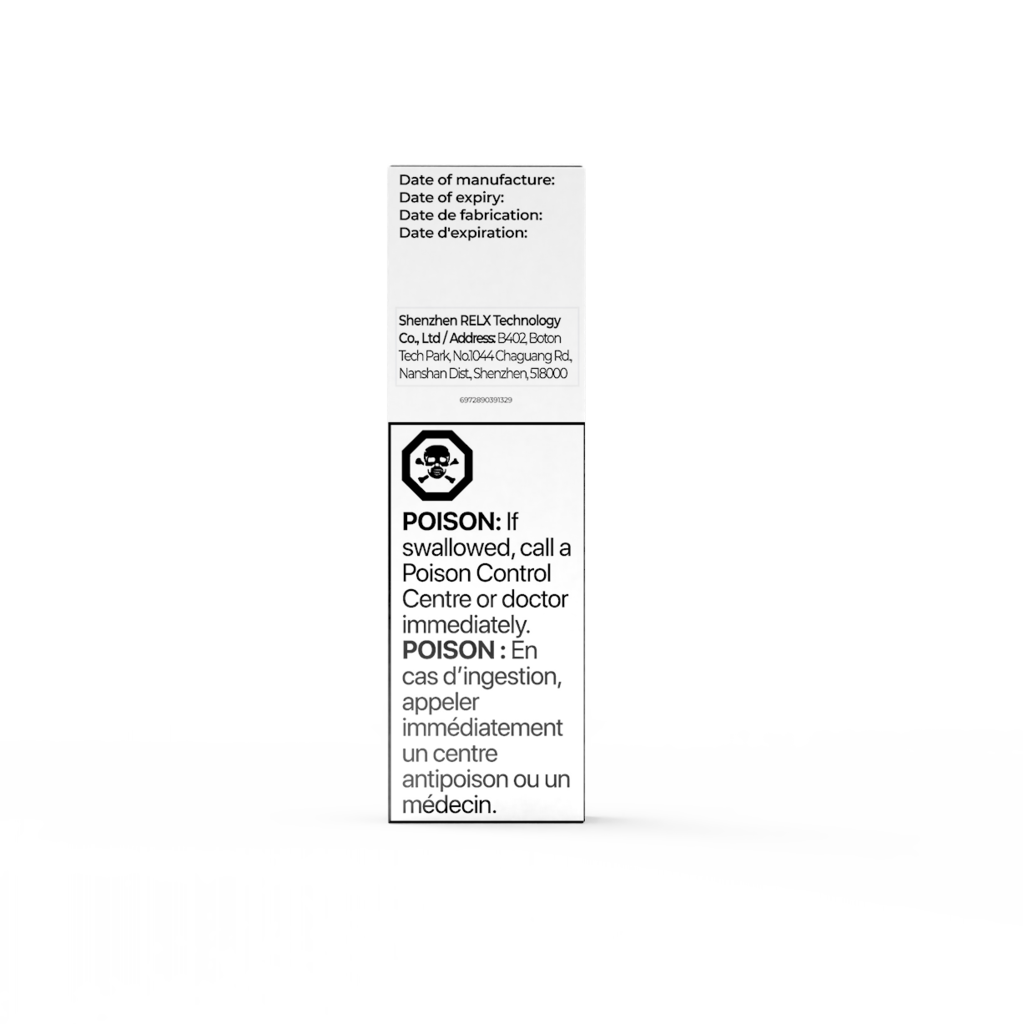 Date of manufacture:
Date of expiry:
Date de fabrication:
Date d'expiration:
Shenzhen RELX Technology
Co., Ltd / Address: B402, Boton
Tech Park, No.1044 Chaguang Rd.,
Nanshan Dist., Shenzhen, 518000
6972890391329
POISON: If
swallowed, call a
Poison Control
Centre or doctor
immediately.
POISON : En
cas d’ingestion,
appeler
immédiatement
un centre
antipoison ou un
médecin.